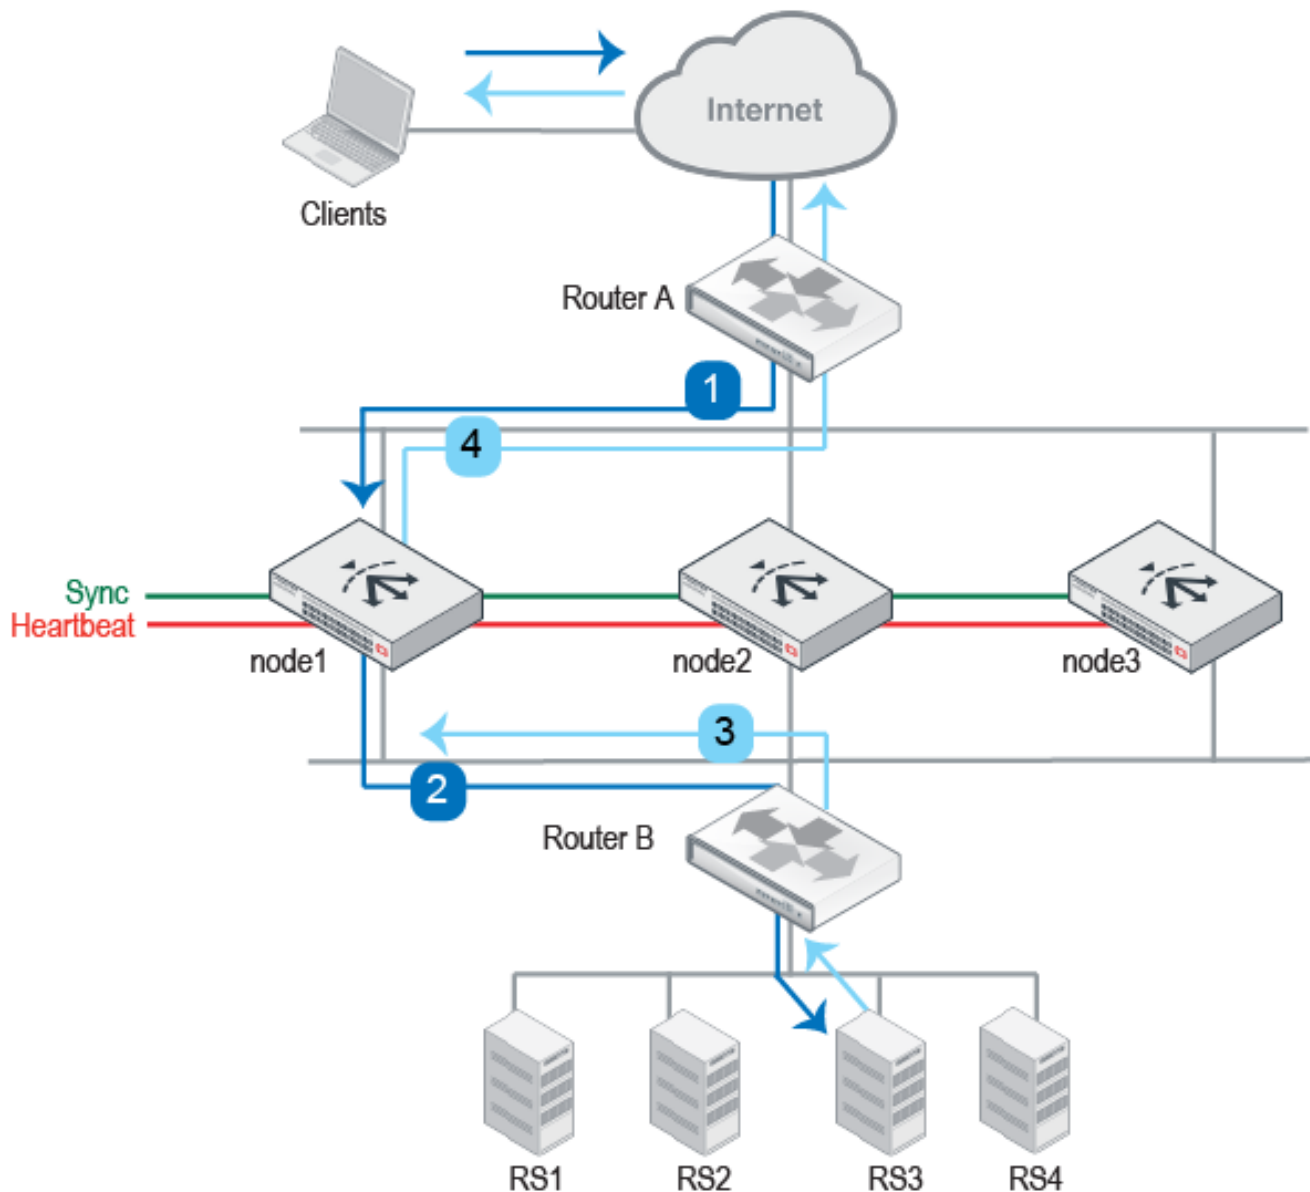 Internet
Clients
Router A
1
4
Sync
Heartbeat
node1
node2
node3
3
2
Router B
RS1
RS2
RS3
RS4